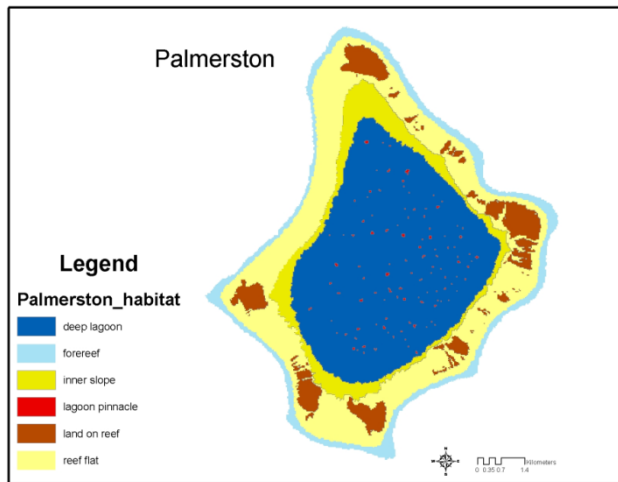 Palmerston
Legend
Palmerston_habitat
deep lagoon
forereef
inner slope
lagoon pinnacle
land on reef
reef flat
Kilometers
0 0.35 0.7 1.4